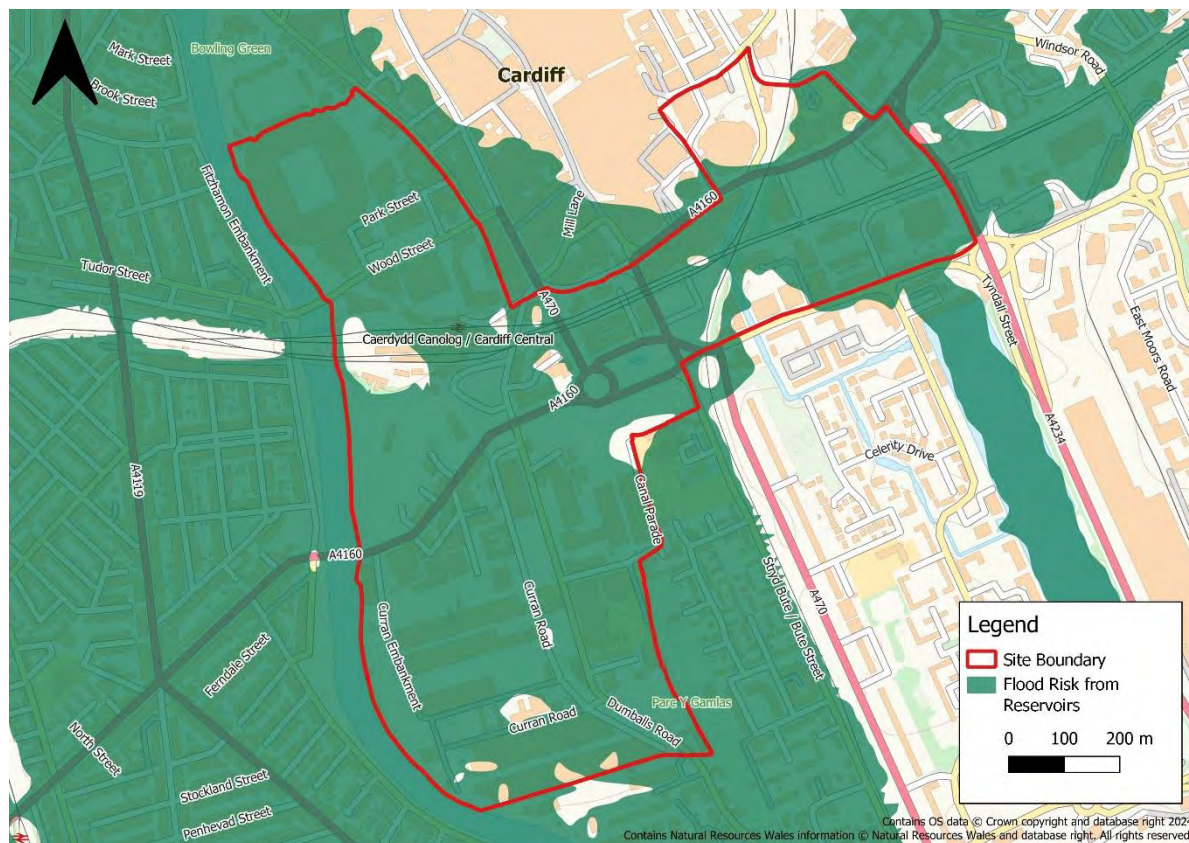 Mark Street
Brook Street
Bowling Green
Cardiff
Windsor Road
Fitzhamon Embankment
Park Street
Wood Street
Mill Lane
A4160
Tudor Street
A470
Caerdydd Canolog / Cardiff Central
A4160
Tyndall Street
East Moors Road
A4234
Celerity Drive
A4119
Canal Parade
A4160
Curran Embankment
Curran Road
Stryd Bute / Bute Street
A470
Ferndale Street
Parc Y Gamlas
Dumballs Road
Curran Road
North Street
Stockland Street
Penhevad Street
Legend
Site Boundary
Flood Risk from
Reservoirs
0 100 200 m
Contains OS data © Crown copyright and database right 2024
Contains Natural Resources Wales information © Natural Resources Wales and database right. All rights reserved